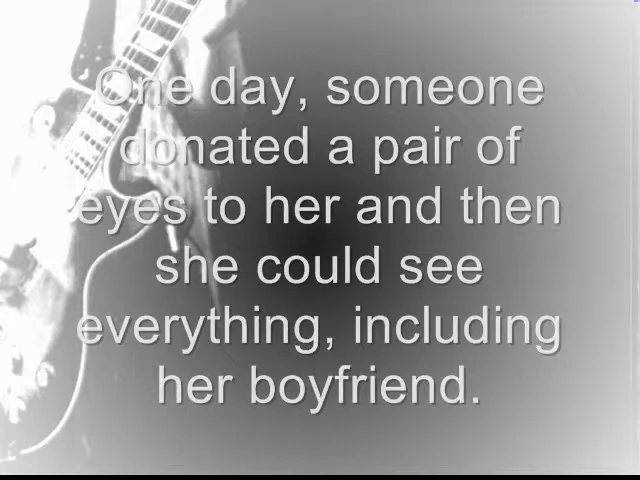 One day, someone
donated a pair of
eyes to her and then
she could see
everything, including
her boyfriend.